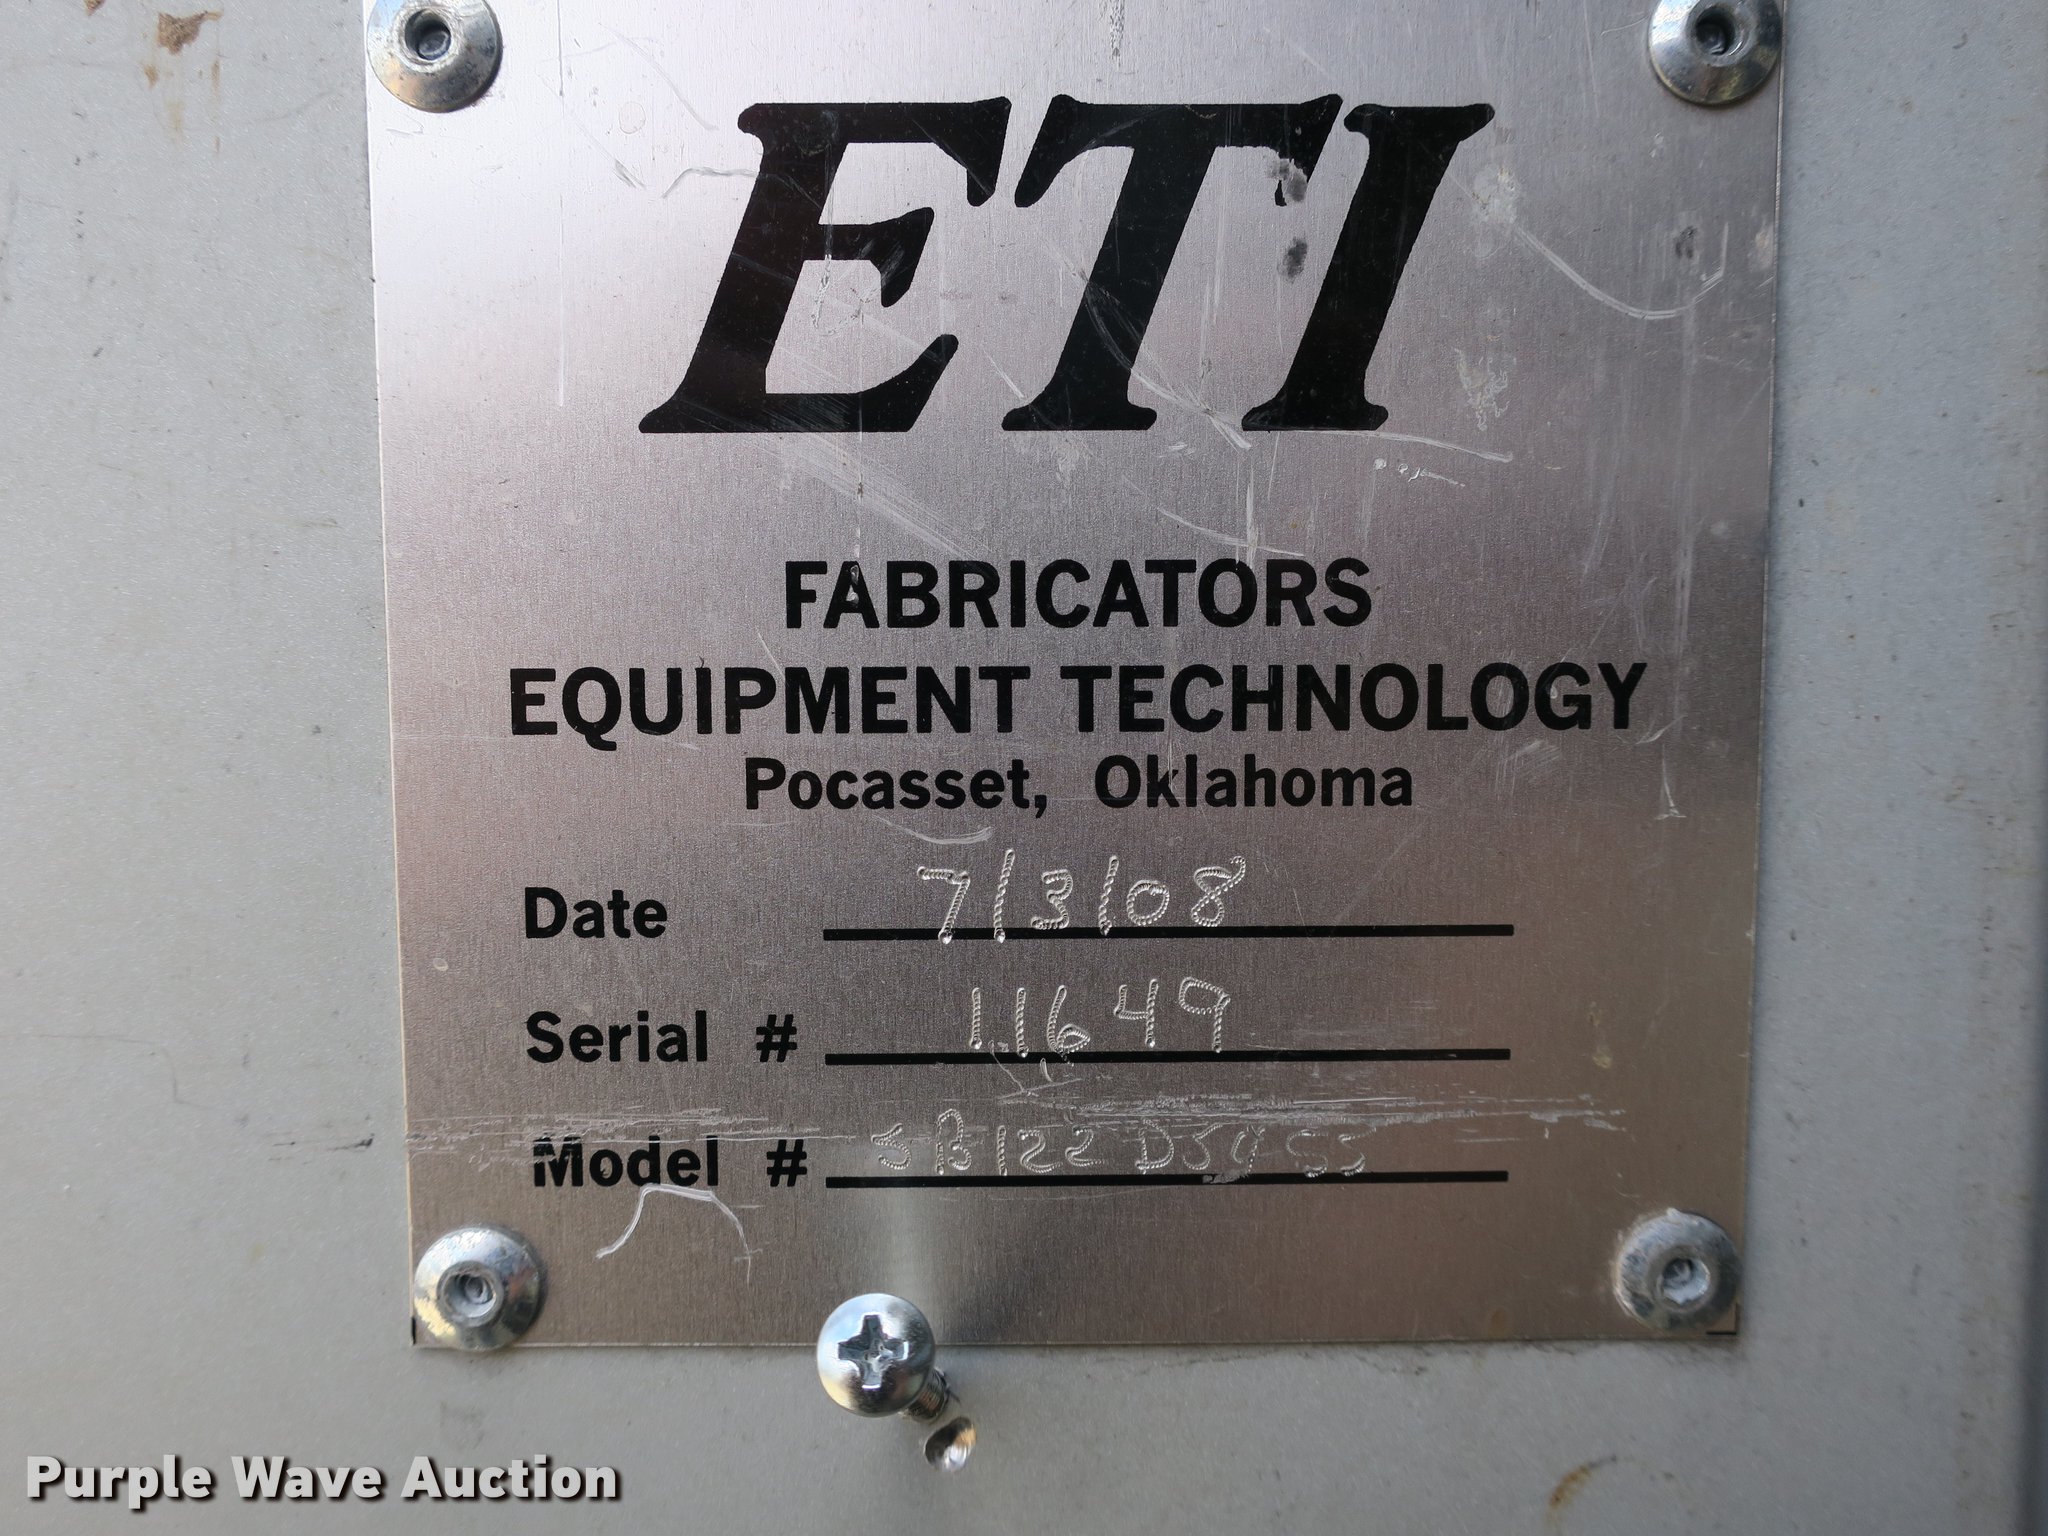 ETI
FABRICATORS
EQUIPMENT TECHNOLOGY
Pocasset, Oklahoma
Date 7/3/08
Serial # 11649
Model #
Purple Wave Auction